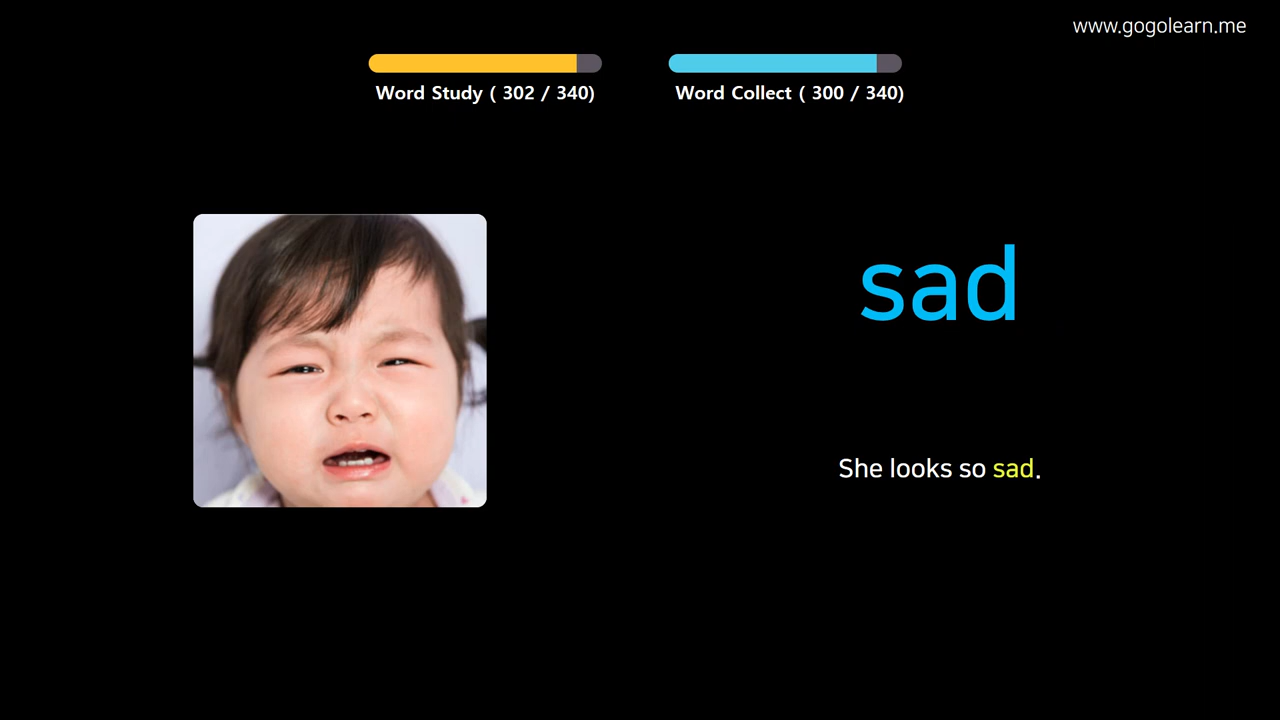 www.gogolearn.me
Word Study ( 302 / 340)
Word Collect ( 300 / 340)
sad
She looks so sad.